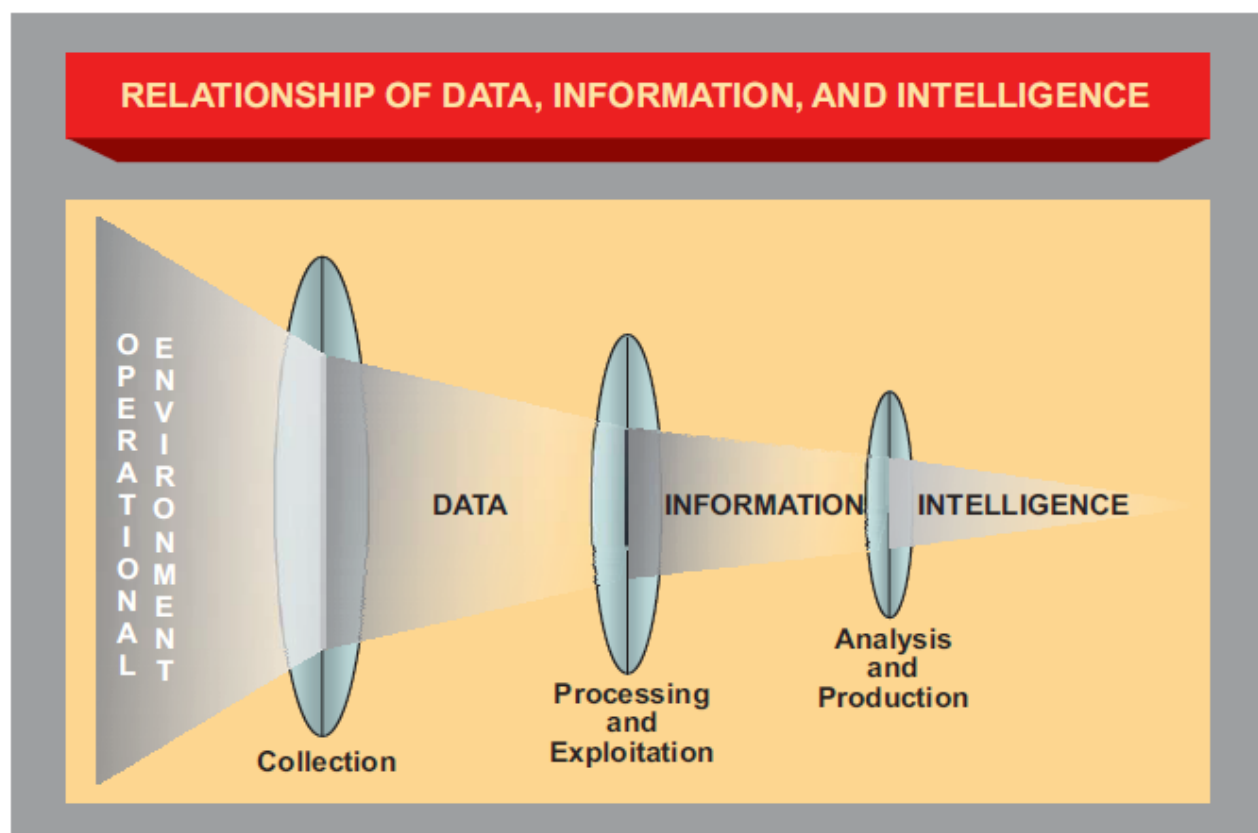 RELATIONSHIP OF DATA, INFORMATION, AND INTELLIGENCE
OPERATIONAL
ENVIRONMENT
DATA
INFORMATION
INTELLIGENCE
Collection
Processing
and
Exploitation
Analysis
and
Production